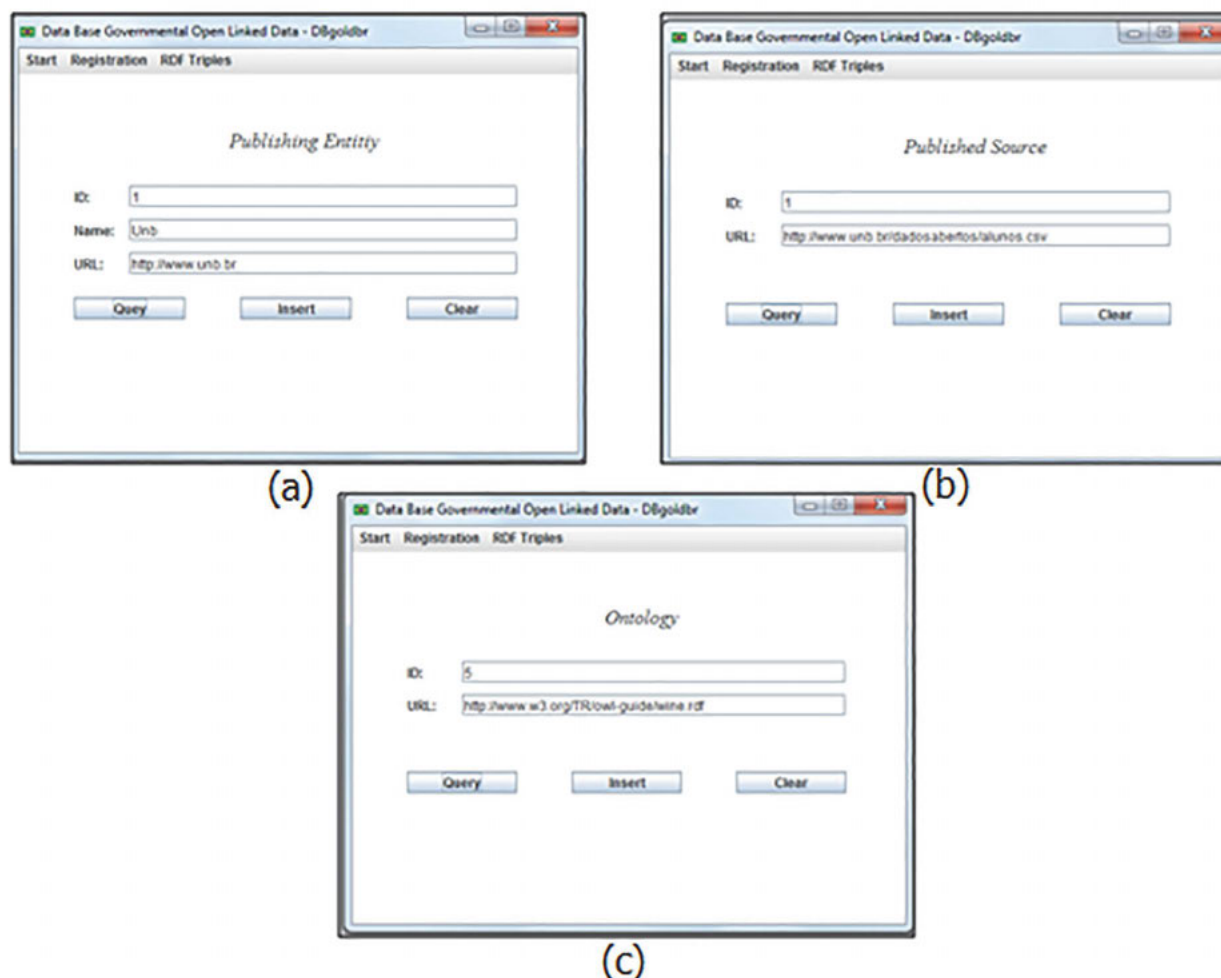 Data Base Governmental Open Linked Data - DBgoldbr
Start Registration RDF Triples
Publishing Entitiy
ID: 1
Name: Unb
URL: http://www.unb.br
Quey Insert Clear
(a)
Data Base Governmental Open Linked Data - DBgoldbr
Start Registration RDF Triples
Published Source
ID: 1
URL: http://www.unb.br/dadosabertos/alunos.csv
Query Insert Clear
(b)
Data Base Governmental Open Linked Data - DBgoldbr
Start Registration RDF Triples
Ontology
ID: 5
URL: http://www.w3.org/TR/owl-guide/wine.rdf
Query Insert Clear
(c)